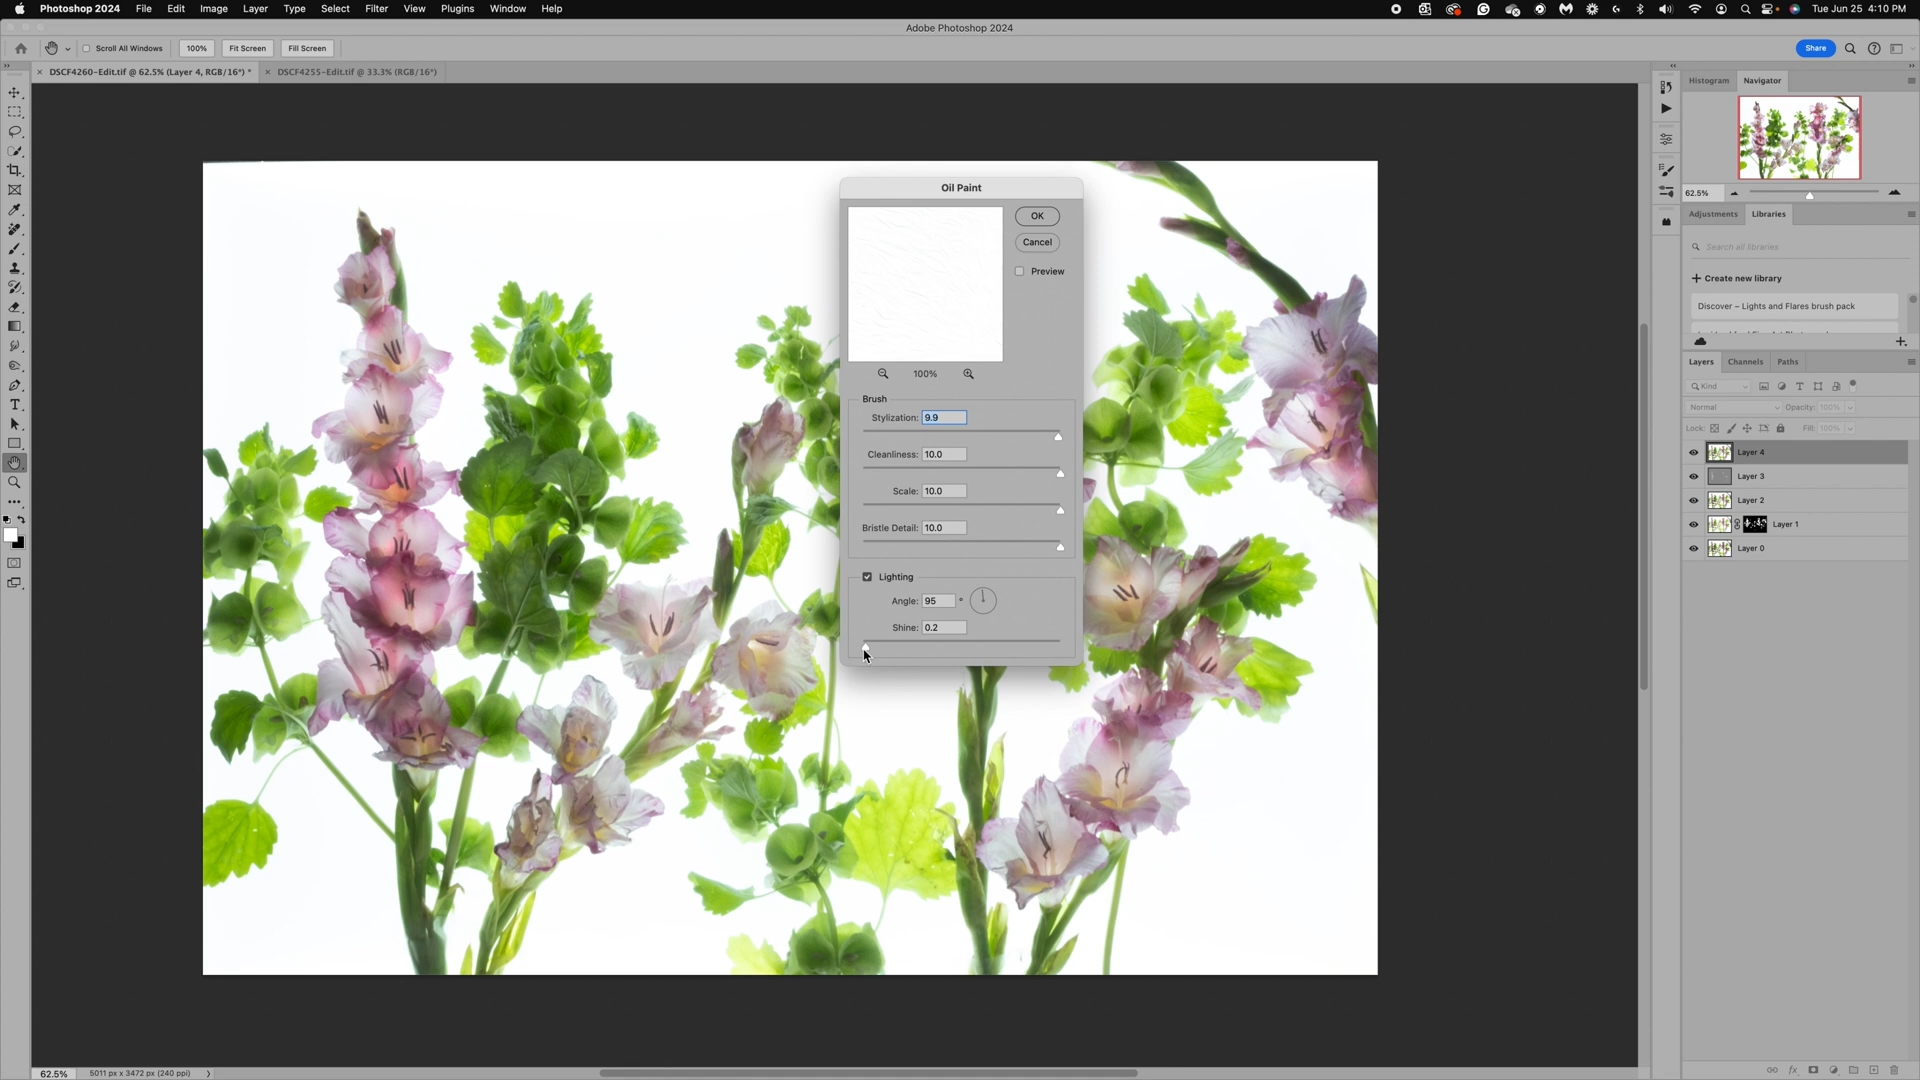 Photoshop 2024 File Edit Image Layer Type Select Filter View Plugins Window Help Tue Jun 25 4:10 PM
Adobe Photoshop 2024
Scroll All Windows 100% Fit Screen Fill Screen Share
× DSCF4260-Edit.tif @ 62.5% (Layer 4, RGB/16*) * × DSCF4255-Edit.tif @ 33.3% (RGB/16*)
Histogram Navigator
62.5%
Adjustments Libraries
Search all libraries
+ Create new library
Discover – Lights and Flares brush pack
Layers Channels Paths
Kind
Normal Opacity: 100%
Lock: Fill: 100%
Layer 4
Layer 3
Layer 2
Layer 1
Layer 0
Oil Paint
OK
Cancel
Preview
100%
Brush
Stylization: 9.9
Cleanliness: 10.0
Scale: 10.0
Bristle Detail: 10.0
Lighting
Angle: 95 °
Shine: 0.2
62.5% 5011 px x 3472 px (240 ppi)